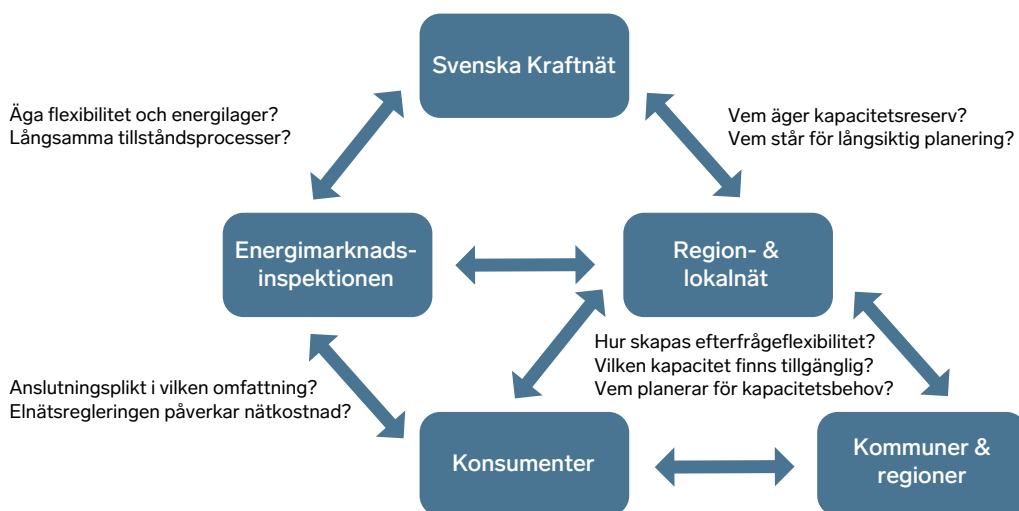 Svenska Kraftnät
Äga flexibilitet och energilager?
Långsamma tillståndsprocesser?
Vem äger kapacitetsreserv?
Vem står för långsiktig planering?
Energimarknads-
inspektionen
Region- &
lokalnät
Hur skapas efterfrågeflexibilitet?
Vilken kapacitet finns tillgänglig?
Vem planerar för kapacitetsbehov?
Anslutningsplikt i vilken omfattning?
Elnätsregleringen påverkar nätkostnad?
Konsumenter
Kommuner &
regioner